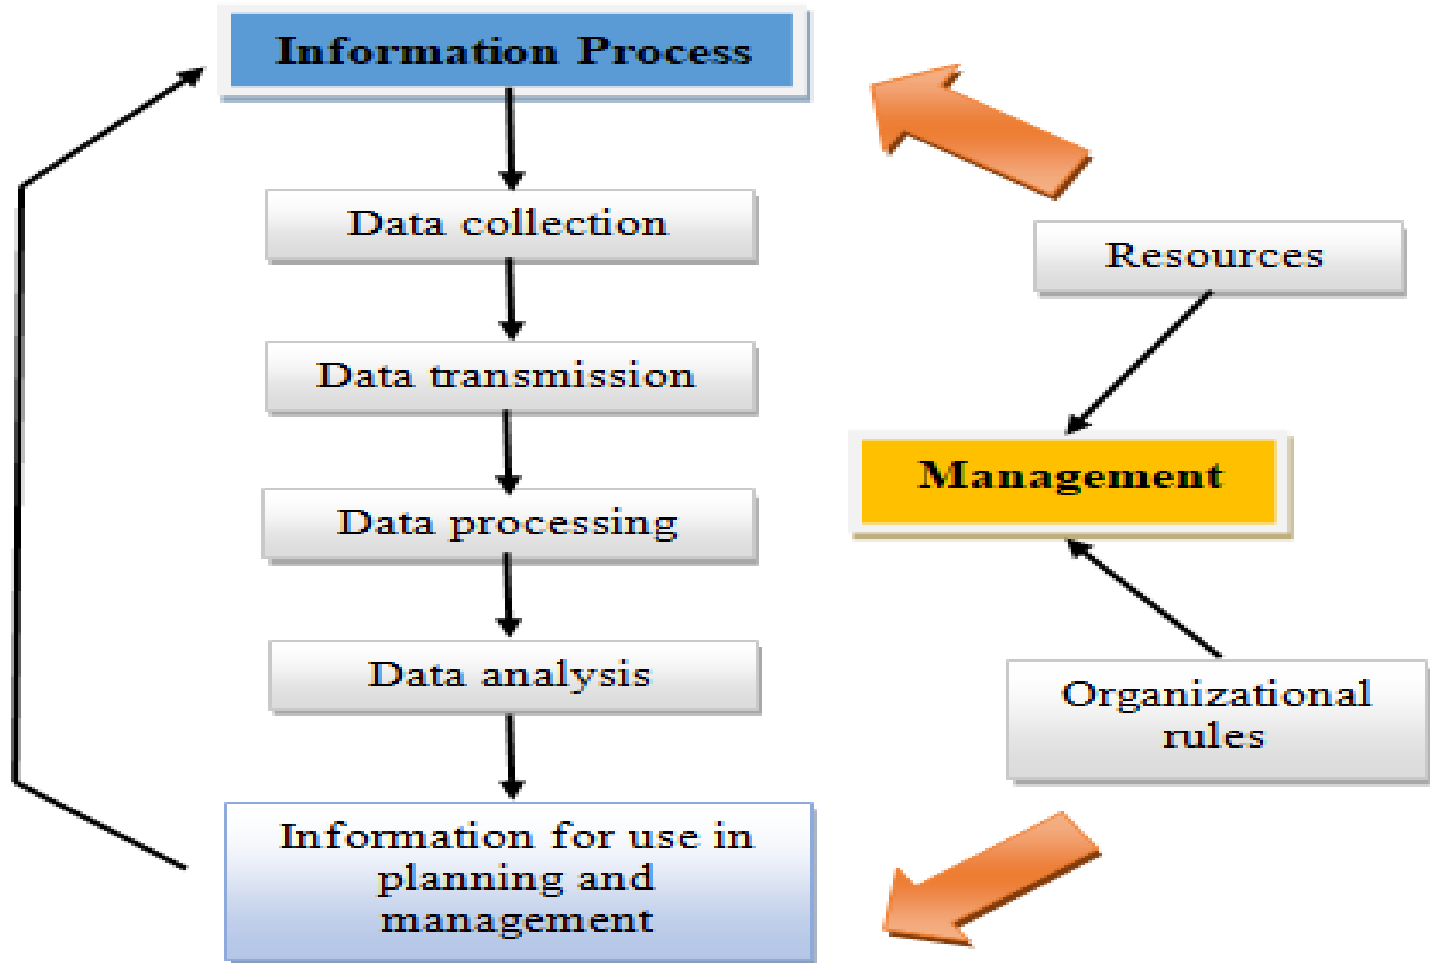 Information Process
Data collection
Data transmission
Data processing
Data analysis
Information for use in
planning and
management
Resources
Management
Organizational
rules